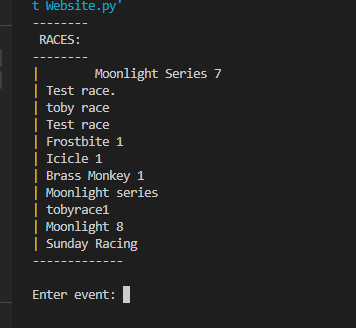 t Website.py'
--------
RACES:
--------
|        Moonlight Series 7
| Test race.
| toby race
| Test race
| Frostbite 1
| Icicle 1
| Brass Monkey 1
| Moonlight series
| tobyrace1
| Moonlight 8
| Sunday Racing
-------------
Enter event: